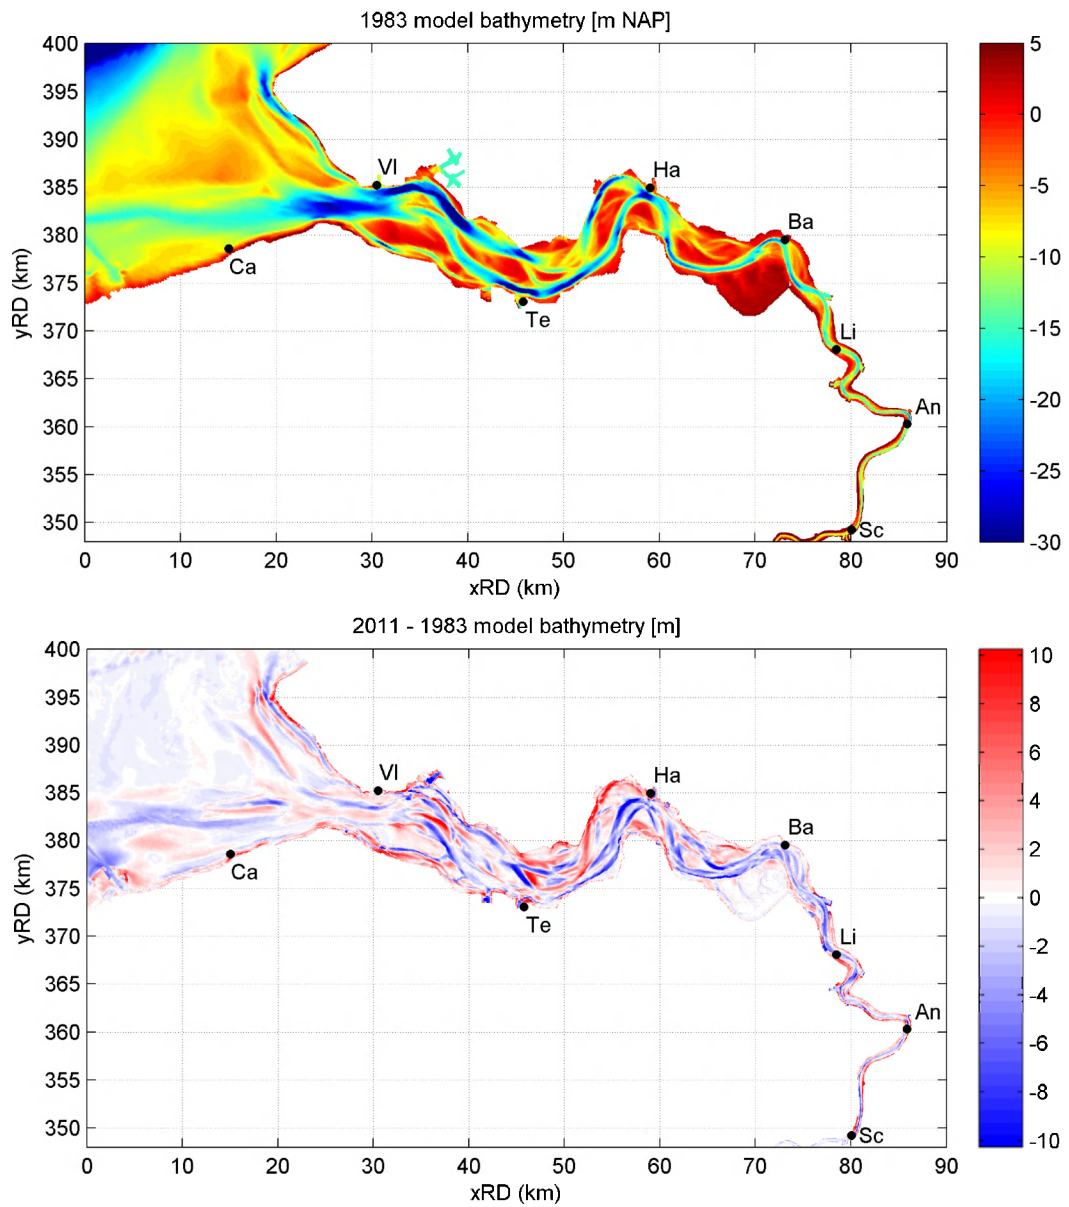 1983 model bathymetry [m NAP]
400
395
390
385
380
375
370
365
360
355
350
yRD (km)
Vl
Ha
Ba
Ca
Te
Li
An
Sc
0 10 20 30 40 50 60 70 80 90
xRD (km)
5
0
-5
-10
-15
-20
-25
-30
2011 - 1983 model bathymetry [m]
400
395
390
385
380
375
370
365
360
355
350
yRD (km)
Vl
Ha
Ba
Ca
Te
Li
An
Sc
0 10 20 30 40 50 60 70 80 90
xRD (km)
10
8
6
4
2
0
-2
-4
-6
-8
-10